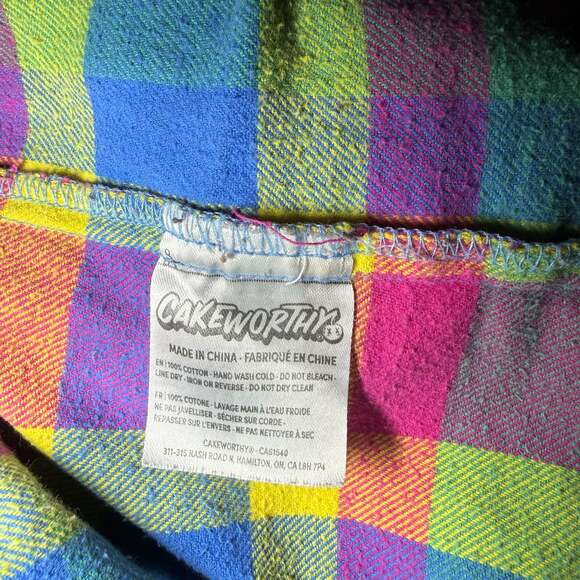 CAKEWORTHY
MADE IN CHINA • FABRIQUÉ EN CHINE
EN | 100% COTTON • HAND WASH COLD • DO NOT BLEACH •
LINE DRY • IRON ON REVERSE • DO NOT DRY CLEAN
FR | 100% COTONE • LAVAGE MAIN À L'EAU FROIDE
NE PAS JAVELLISER • SÉCHER SUR CORDE •
REPASSER SUR L'ENVERS • NE PAS NETTOYER À SEC
CAKEWORTHY® • CA61540
311-215 NASH ROAD N, HAMILTON, ON, CA L8H 7P4